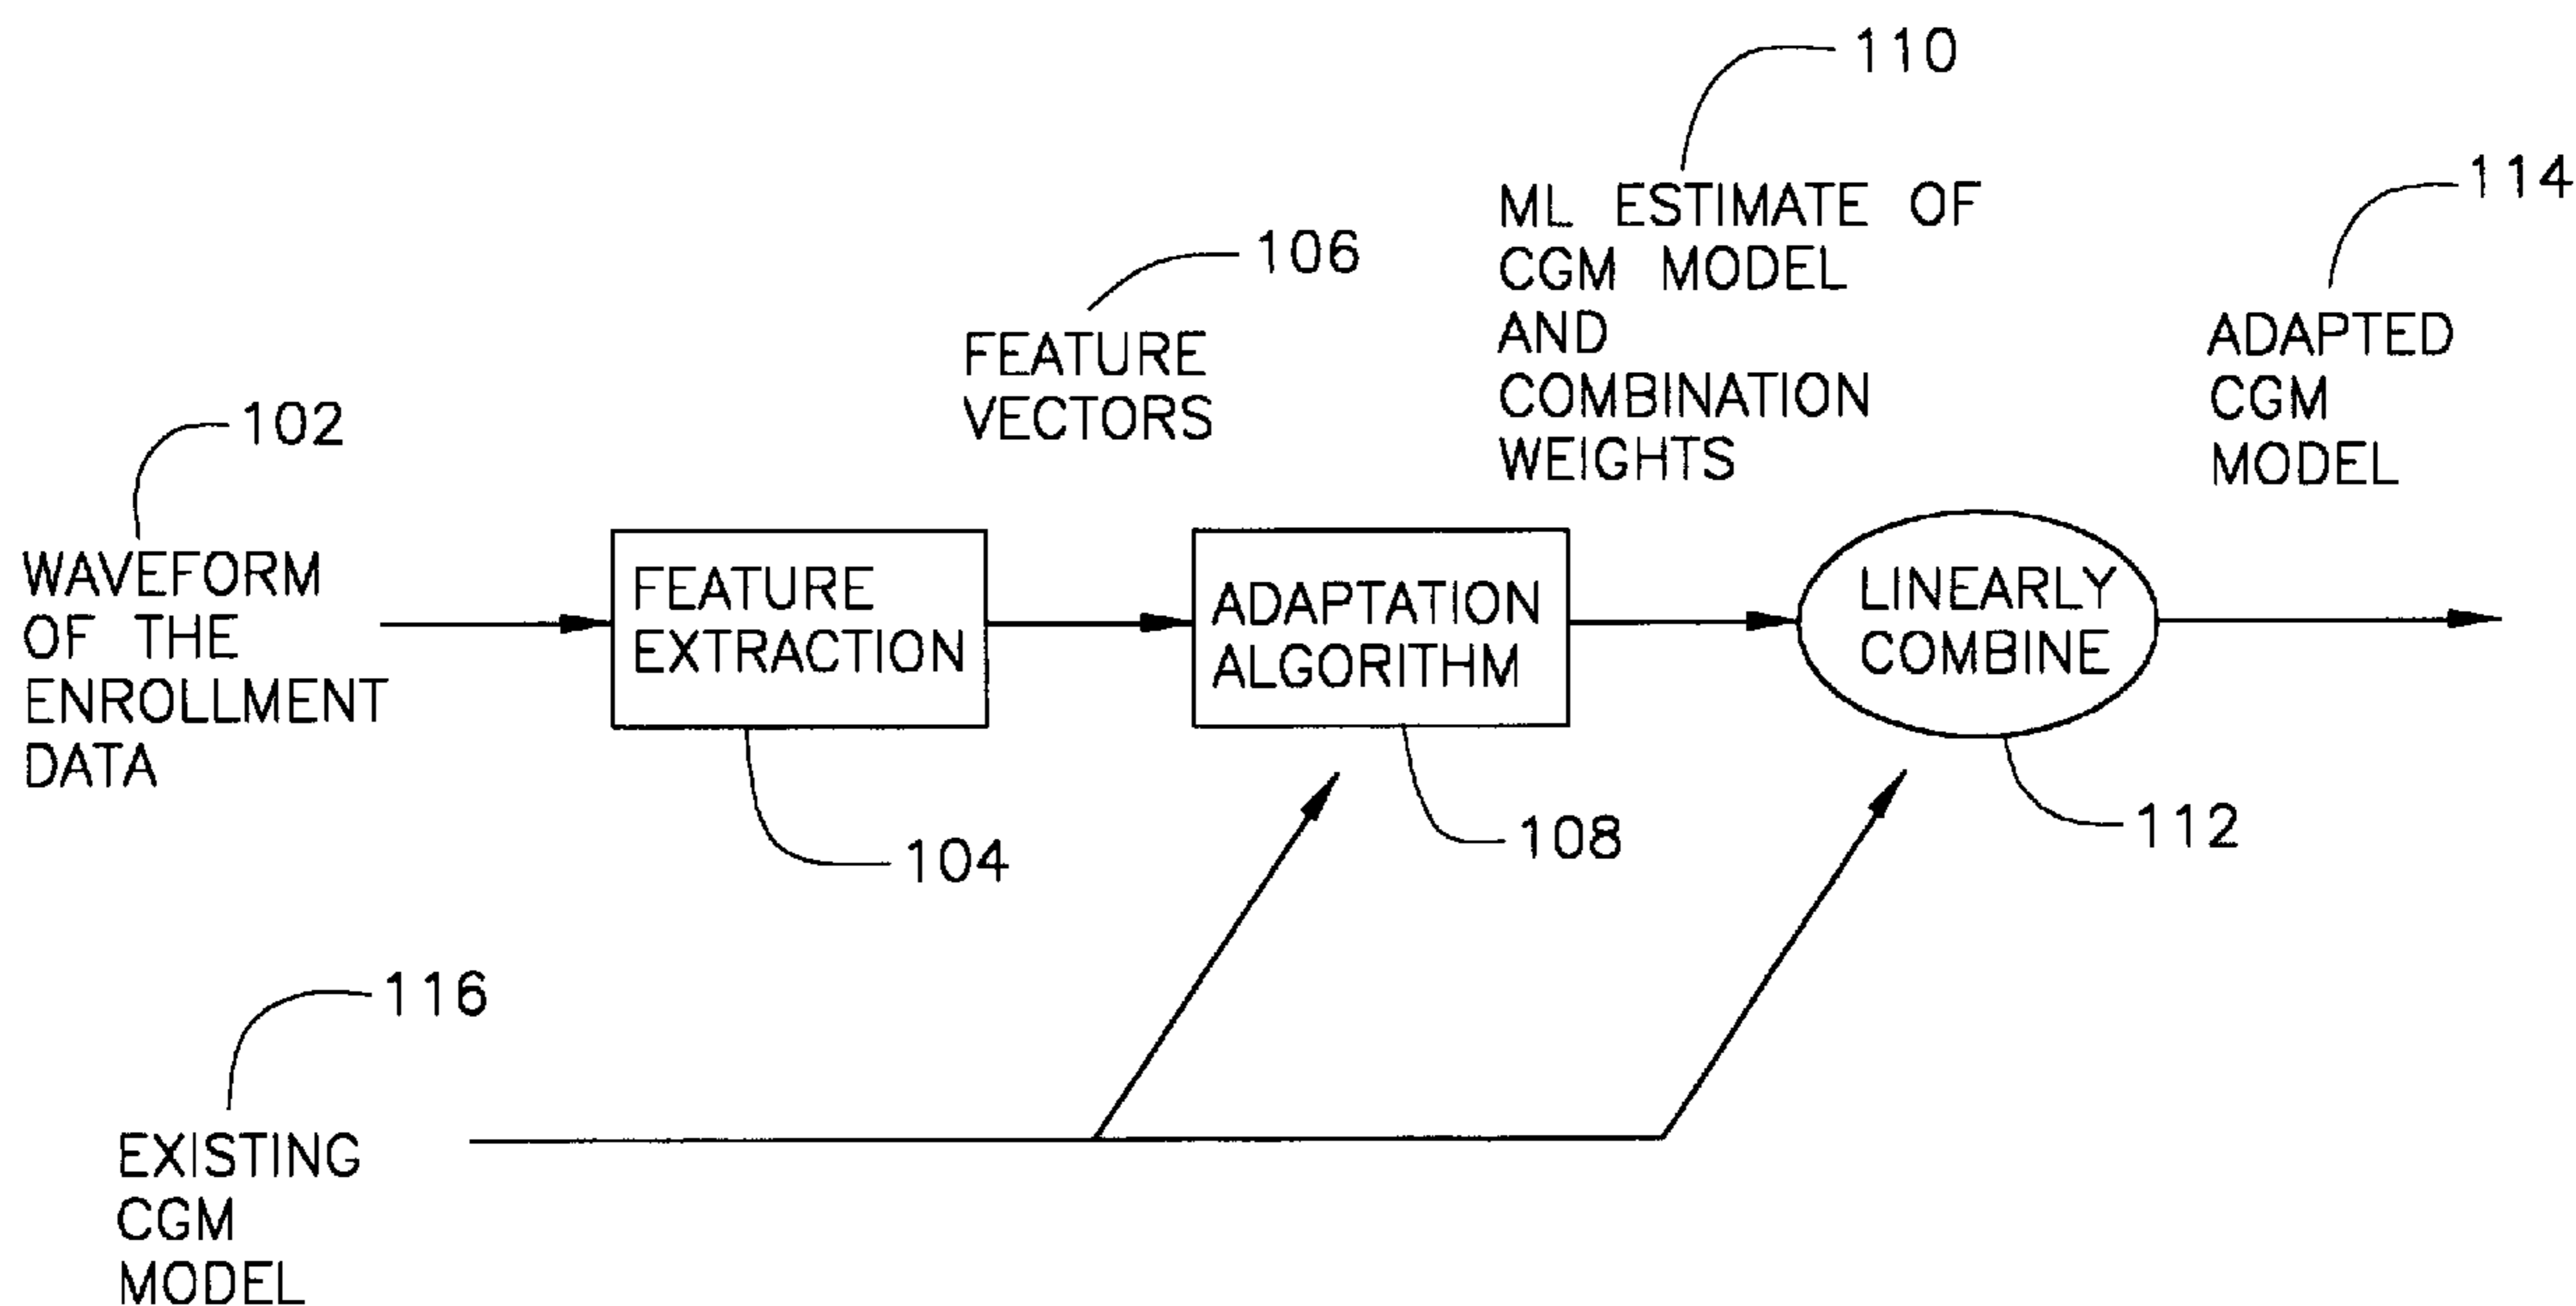 110
ML ESTIMATE OF
CGM MODEL
AND
COMBINATION
WEIGHTS
114
ADAPTED
CGM
MODEL
106
FEATURE
VECTORS
102
WAVEFORM
OF THE
ENROLLMENT
DATA
FEATURE
EXTRACTION
104
ADAPTATION
ALGORITHM
108
LINEARLY
COMBINE
112
116
EXISTING
CGM
MODEL